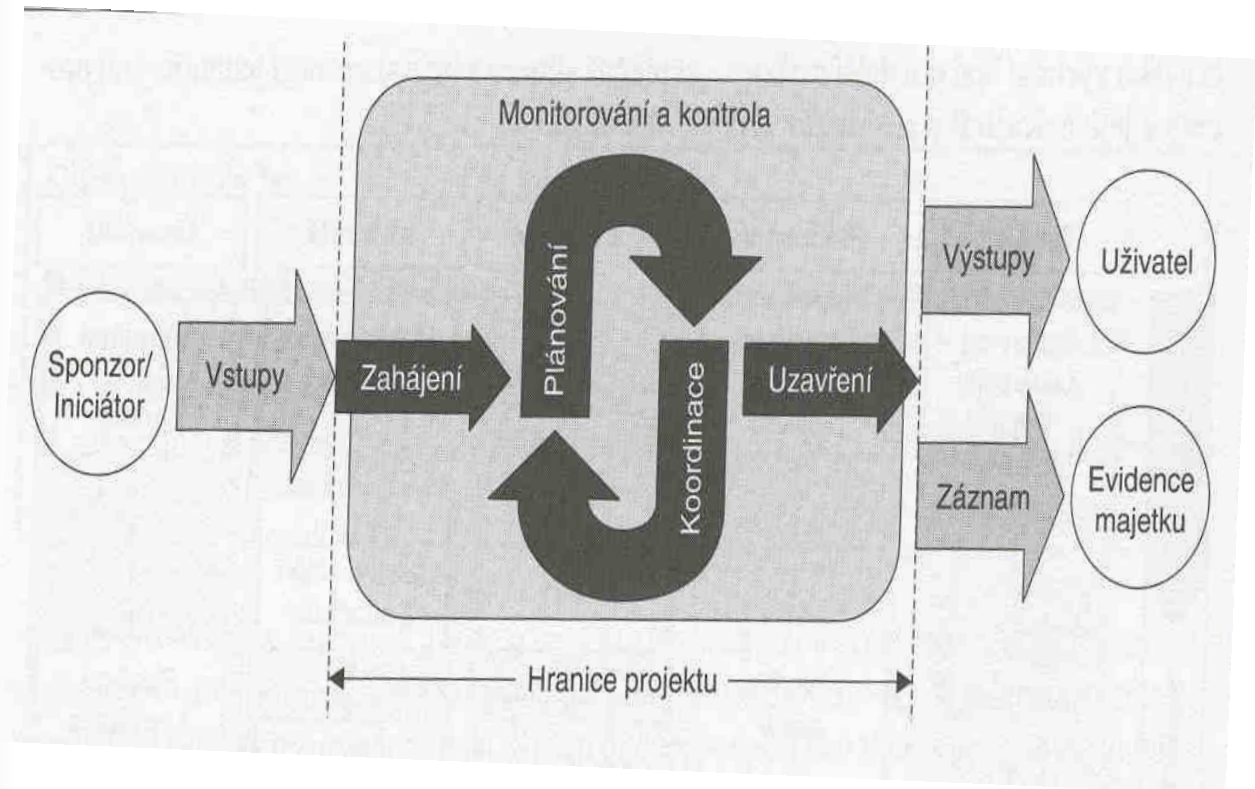 Monitorování a kontrola
Sponzor/
Iniciátor
Vstupy
Zahájení
Plánování
Koordinace
Uzavření
Výstupy
Uživatel
Záznam
Evidence
majetku
Hranice projektu